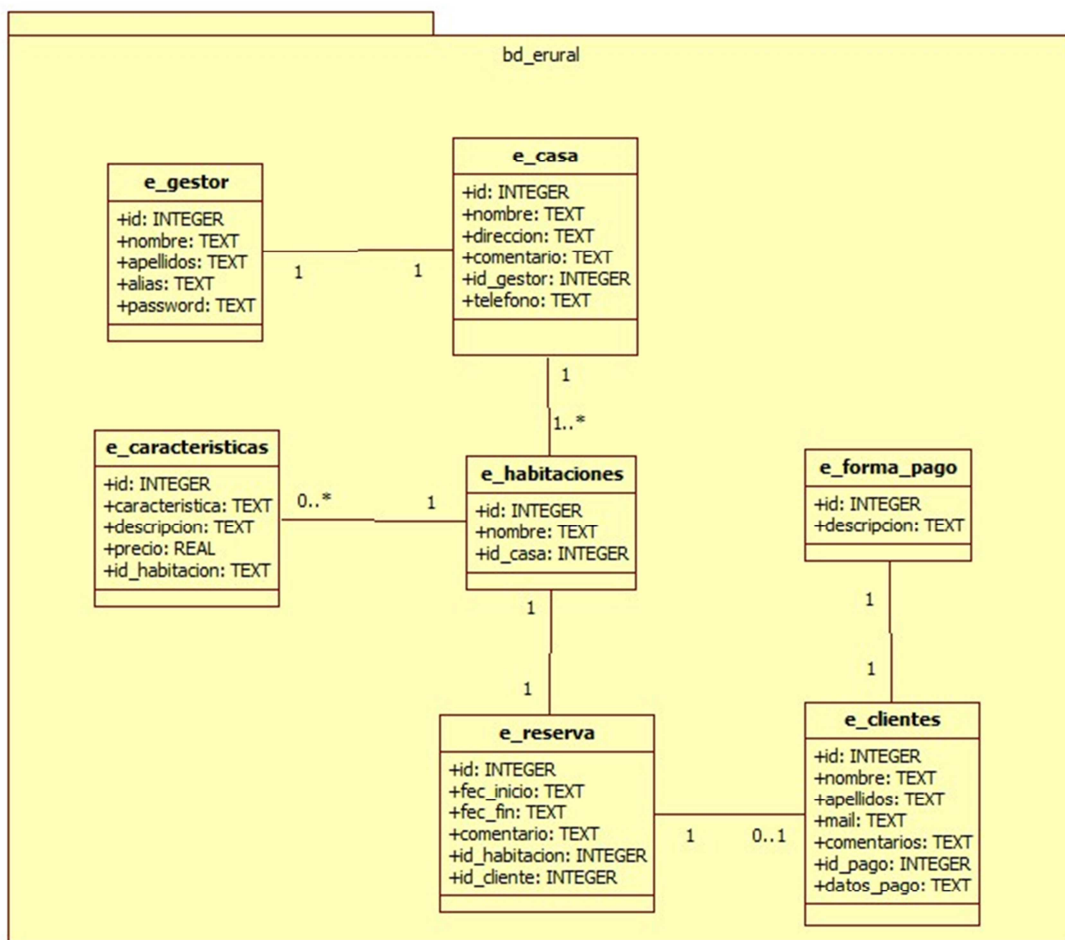 bd_erural
e_gestor
+id: INTEGER
+nombre: TEXT
+apellidos: TEXT
+alias: TEXT
+password: TEXT
1
1
e_casa
+id: INTEGER
+nombre: TEXT
+direccion: TEXT
+comentario: TEXT
+id_gestor: INTEGER
+telefono: TEXT
1
1..*
e_caracteristicas
+id: INTEGER
+caracteristica: TEXT
+descripcion: TEXT
+precio: REAL
+id_habitacion: TEXT
0..*
1
e_habitaciones
+id: INTEGER
+nombre: TEXT
+id_casa: INTEGER
e_forma_pago
+id: INTEGER
+descripcion: TEXT
1
1
1
1
e_reserva
+id: INTEGER
+fec_inicio: TEXT
+fec_fin: TEXT
+comentario: TEXT
+id_habitacion: INTEGER
+id_cliente: INTEGER
1
0..1
e_clientes
+id: INTEGER
+nombre: TEXT
+apellidos: TEXT
+mail: TEXT
+comentarios: TEXT
+id_pago: INTEGER
+datos_pago: TEXT